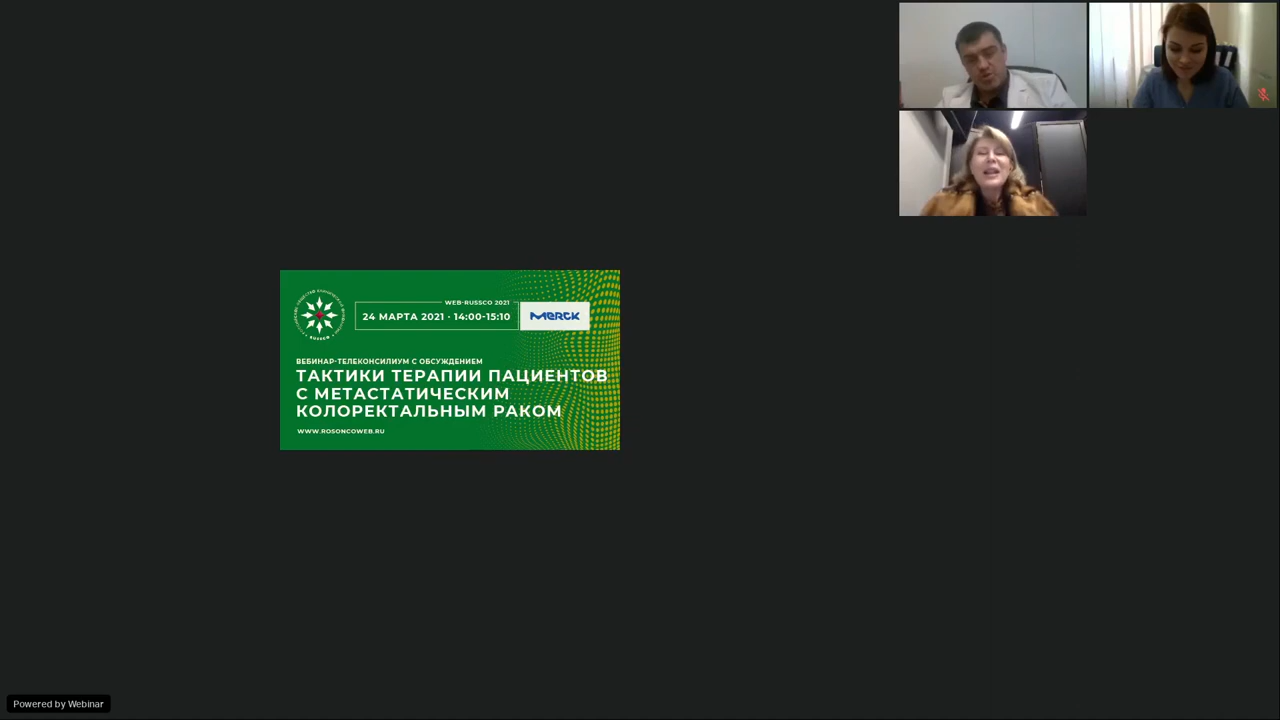 WEB-RUSSCO 2021
24 МАРТА 2021 · 14:00-15:10
MERCK
RUSSCO
ВЕБИНАР-ТЕЛЕКОНСИЛИУМ С ОБСУЖДЕНИЕМ
ТАКТИКИ ТЕРАПИИ ПАЦИЕНТОВ
С МЕТАСТАТИЧЕСКИМ
КОЛОРЕКТАЛЬНЫМ РАКОМ
WWW.ROSONCOWEB.RU
Powered by Webinar